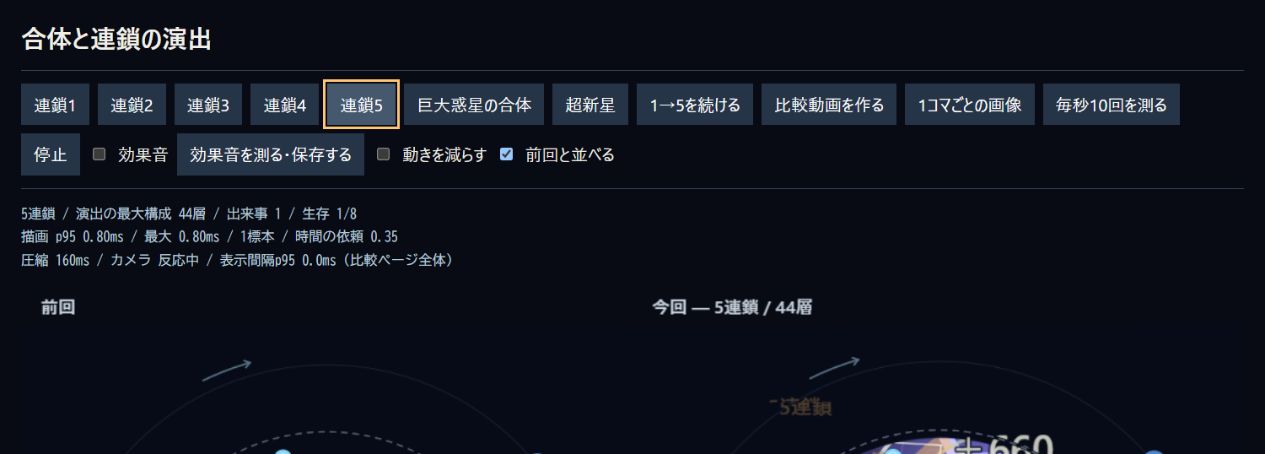 合体と連鎖の演出
連鎖1 連鎖2 連鎖3 連鎖4 連鎖5 巨大惑星の合体 超新星 1→5を続ける 比較動画を作る 1コマごとの画像 毎秒10回を測る
停止 効果音 効果音を測る・保存する 動きを減らす 前回と並べる
5連鎖 / 演出の最大構成 44層 / 出来事 1 / 生存 1/8
描画 p95 0.80ms / 最大 0.80ms / 1標本 / 時間の依頼 0.35
圧縮 160ms / カメラ 反応中 / 表示間隔p95 0.0ms（比較ページ全体）
前回 今回 — 5連鎖 / 44層
5連鎖
+660